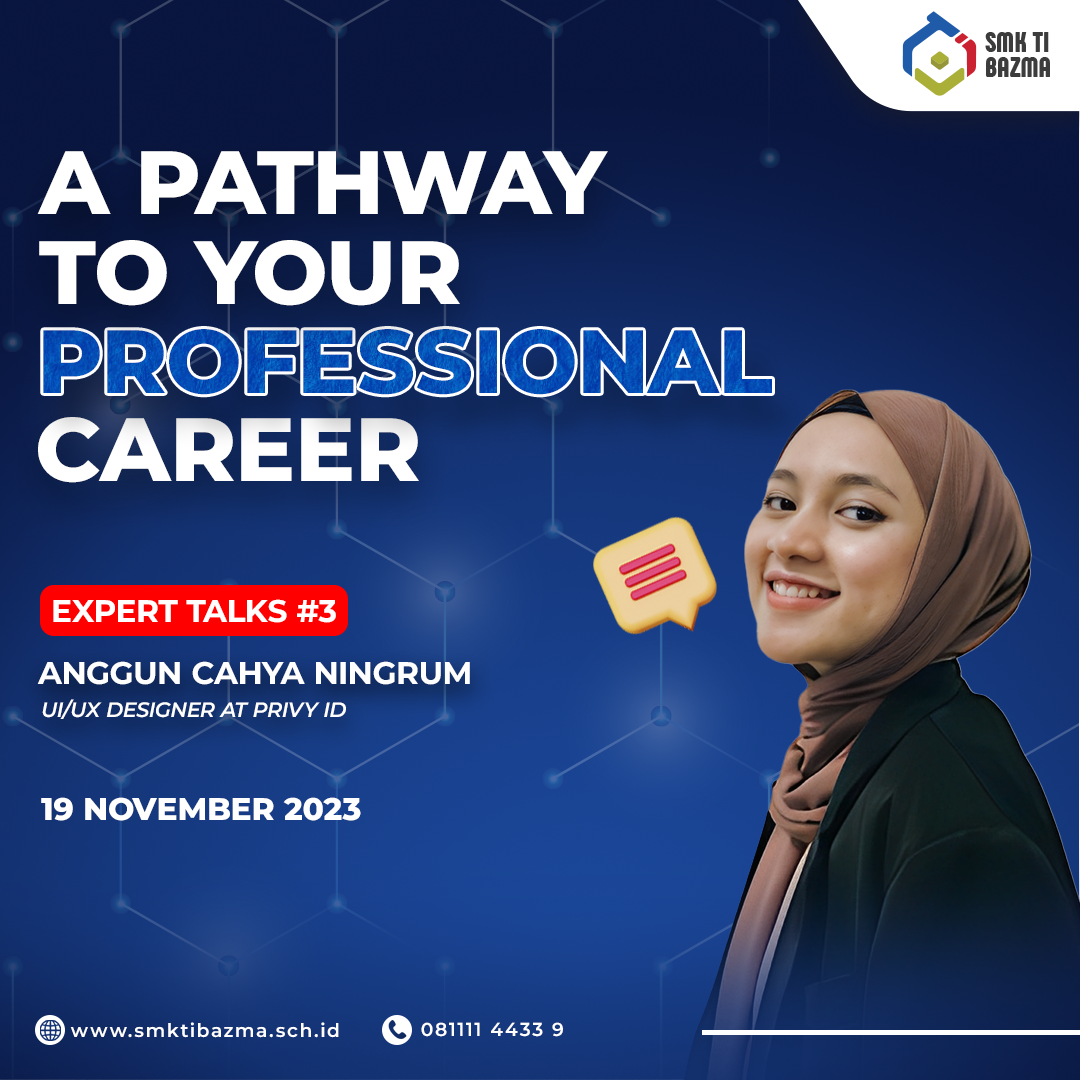 SMK TI
BAZMA
A PATHWAY
TO YOUR
PROFESSIONAL
CAREER
EXPERT TALKS #3
ANGGUN CAHYA NINGRUM
UI/UX DESIGNER AT PRIVY ID
19 NOVEMBER 2023
www.smktibazma.sch.id
081111 4433 9